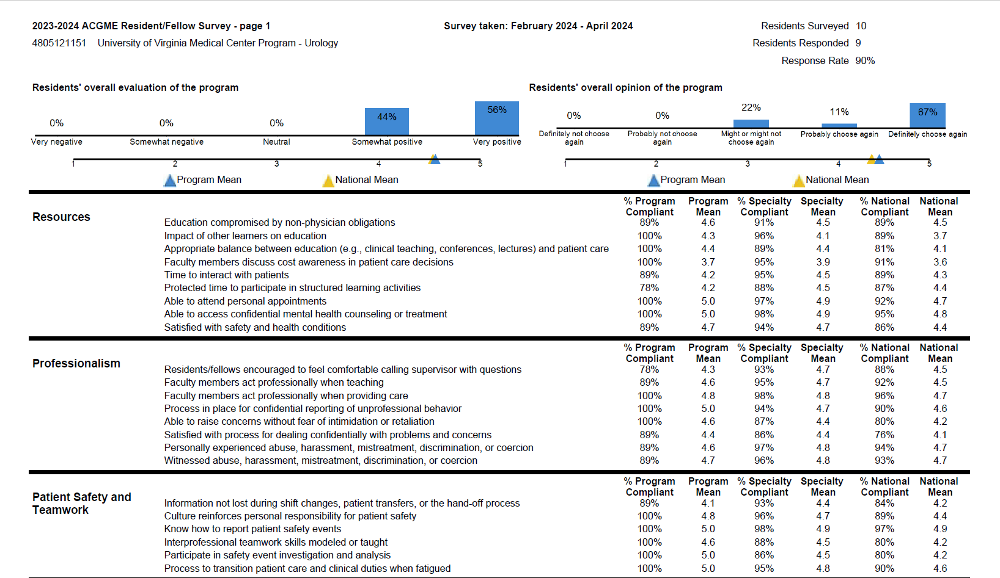 2023-2024 ACGME Resident/Fellow Survey - page 1
Survey taken: February 2024 - April 2024
Residents Surveyed 10
4805121151 University of Virginia Medical Center Program - Urology
Residents Responded 9
Response Rate 90%
Residents' overall evaluation of the program
0% 0% 0% 44% 56%
Very negative Somewhat negative Neutral Somewhat positive Very positive
1 2 3 4 5
Program Mean National Mean
Residents' overall opinion of the program
0% 0% 22% 11% 67%
Definitely not choose Probably not choose Might or might not Probably choose again Definitely choose again
again again choose again
1 2 3 4 5
Program Mean National Mean
% Program Program % Specialty Specialty % National National
Compliant Mean Compliant Mean Compliant Mean
Resources
Education compromised by non-physician obligations 89% 4.6 91% 4.5 89% 4.5
Impact of other learners on education 100% 4.3 96% 4.1 89% 3.7
Appropriate balance between education (e.g., clinical teaching, conferences, lectures) and patient care 100% 4.4 89% 4.4 81% 4.1
Faculty members discuss cost awareness in patient care decisions 100% 3.7 95% 3.9 91% 3.6
Time to interact with patients 89% 4.2 95% 4.5 89% 4.3
Protected time to participate in structured learning activities 78% 4.2 88% 4.5 87% 4.4
Able to attend personal appointments 100% 5.0 97% 4.9 92% 4.7
Able to access confidential mental health counseling or treatment 100% 5.0 98% 4.9 95% 4.8
Satisfied with safety and health conditions 89% 4.7 94% 4.7 86% 4.4
% Program Program % Specialty Specialty % National National
Compliant Mean Compliant Mean Compliant Mean
Professionalism
Residents/fellows encouraged to feel comfortable calling supervisor with questions 78% 4.3 93% 4.7 88% 4.5
Faculty members act professionally when teaching 89% 4.6 95% 4.7 92% 4.5
Faculty members act professionally when providing care 100% 4.8 98% 4.8 96% 4.7
Process in place for confidential reporting of unprofessional behavior 100% 5.0 94% 4.7 90% 4.6
Able to raise concerns without fear of intimidation or retaliation 100% 4.6 87% 4.4 80% 4.2
Satisfied with process for dealing confidentially with problems and concerns 89% 4.4 86% 4.4 76% 4.1
Personally experienced abuse, harassment, mistreatment, discrimination, or coercion 89% 4.6 97% 4.8 94% 4.7
Witnessed abuse, harassment, mistreatment, discrimination, or coercion 89% 4.7 96% 4.8 93% 4.7
% Program Program % Specialty Specialty % National National
Compliant Mean Compliant Mean Compliant Mean
Patient Safety and
Teamwork
Information not lost during shift changes, patient transfers, or the hand-off process 89% 4.1 93% 4.4 84% 4.2
Culture reinforces personal responsibility for patient safety 100% 4.8 96% 4.7 89% 4.4
Know how to report patient safety events 100% 5.0 98% 4.9 97% 4.9
Interprofessional teamwork skills modeled or taught 100% 4.6 88% 4.5 80% 4.2
Participate in safety event investigation and analysis 100% 5.0 86% 4.5 80% 4.2
Process to transition patient care and clinical duties when fatigued 100% 5.0 95% 4.8 90% 4.6